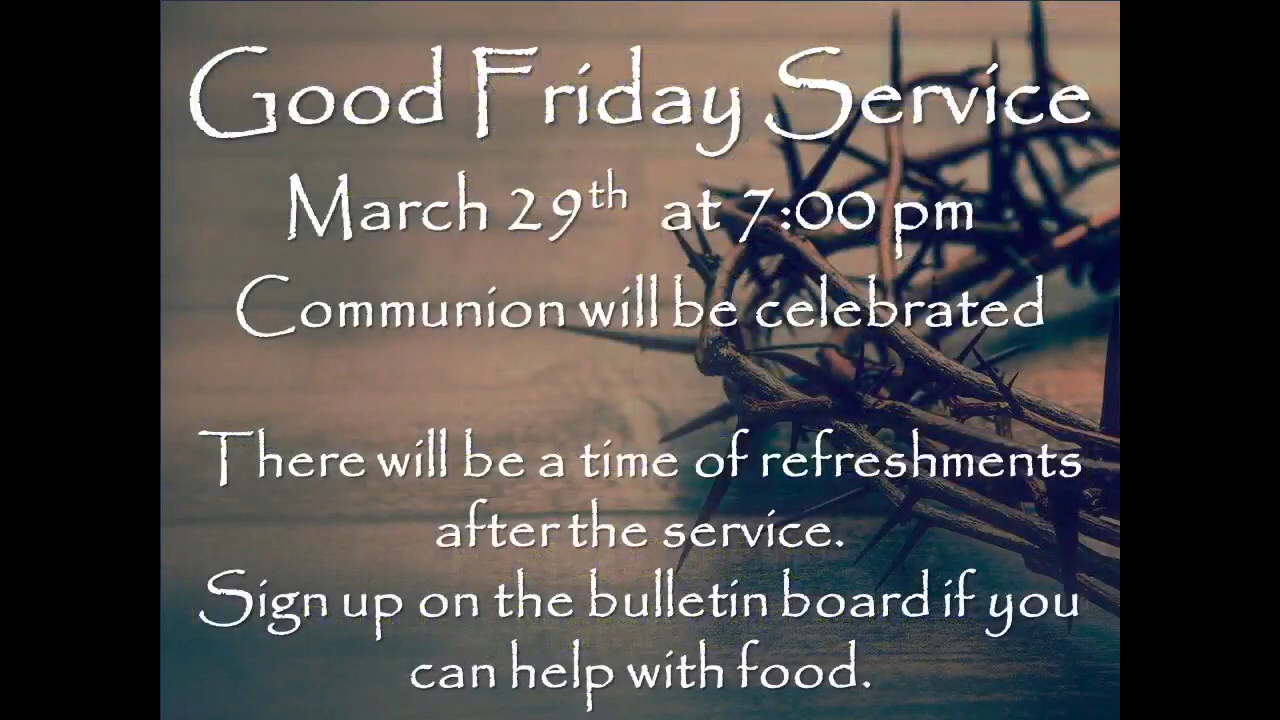 Good Friday Service
March 29th at 7:00 pm
Communion will be celebrated
There will be a time of refreshments
after the service.
Sign up on the bulletin board if you
can help with food.